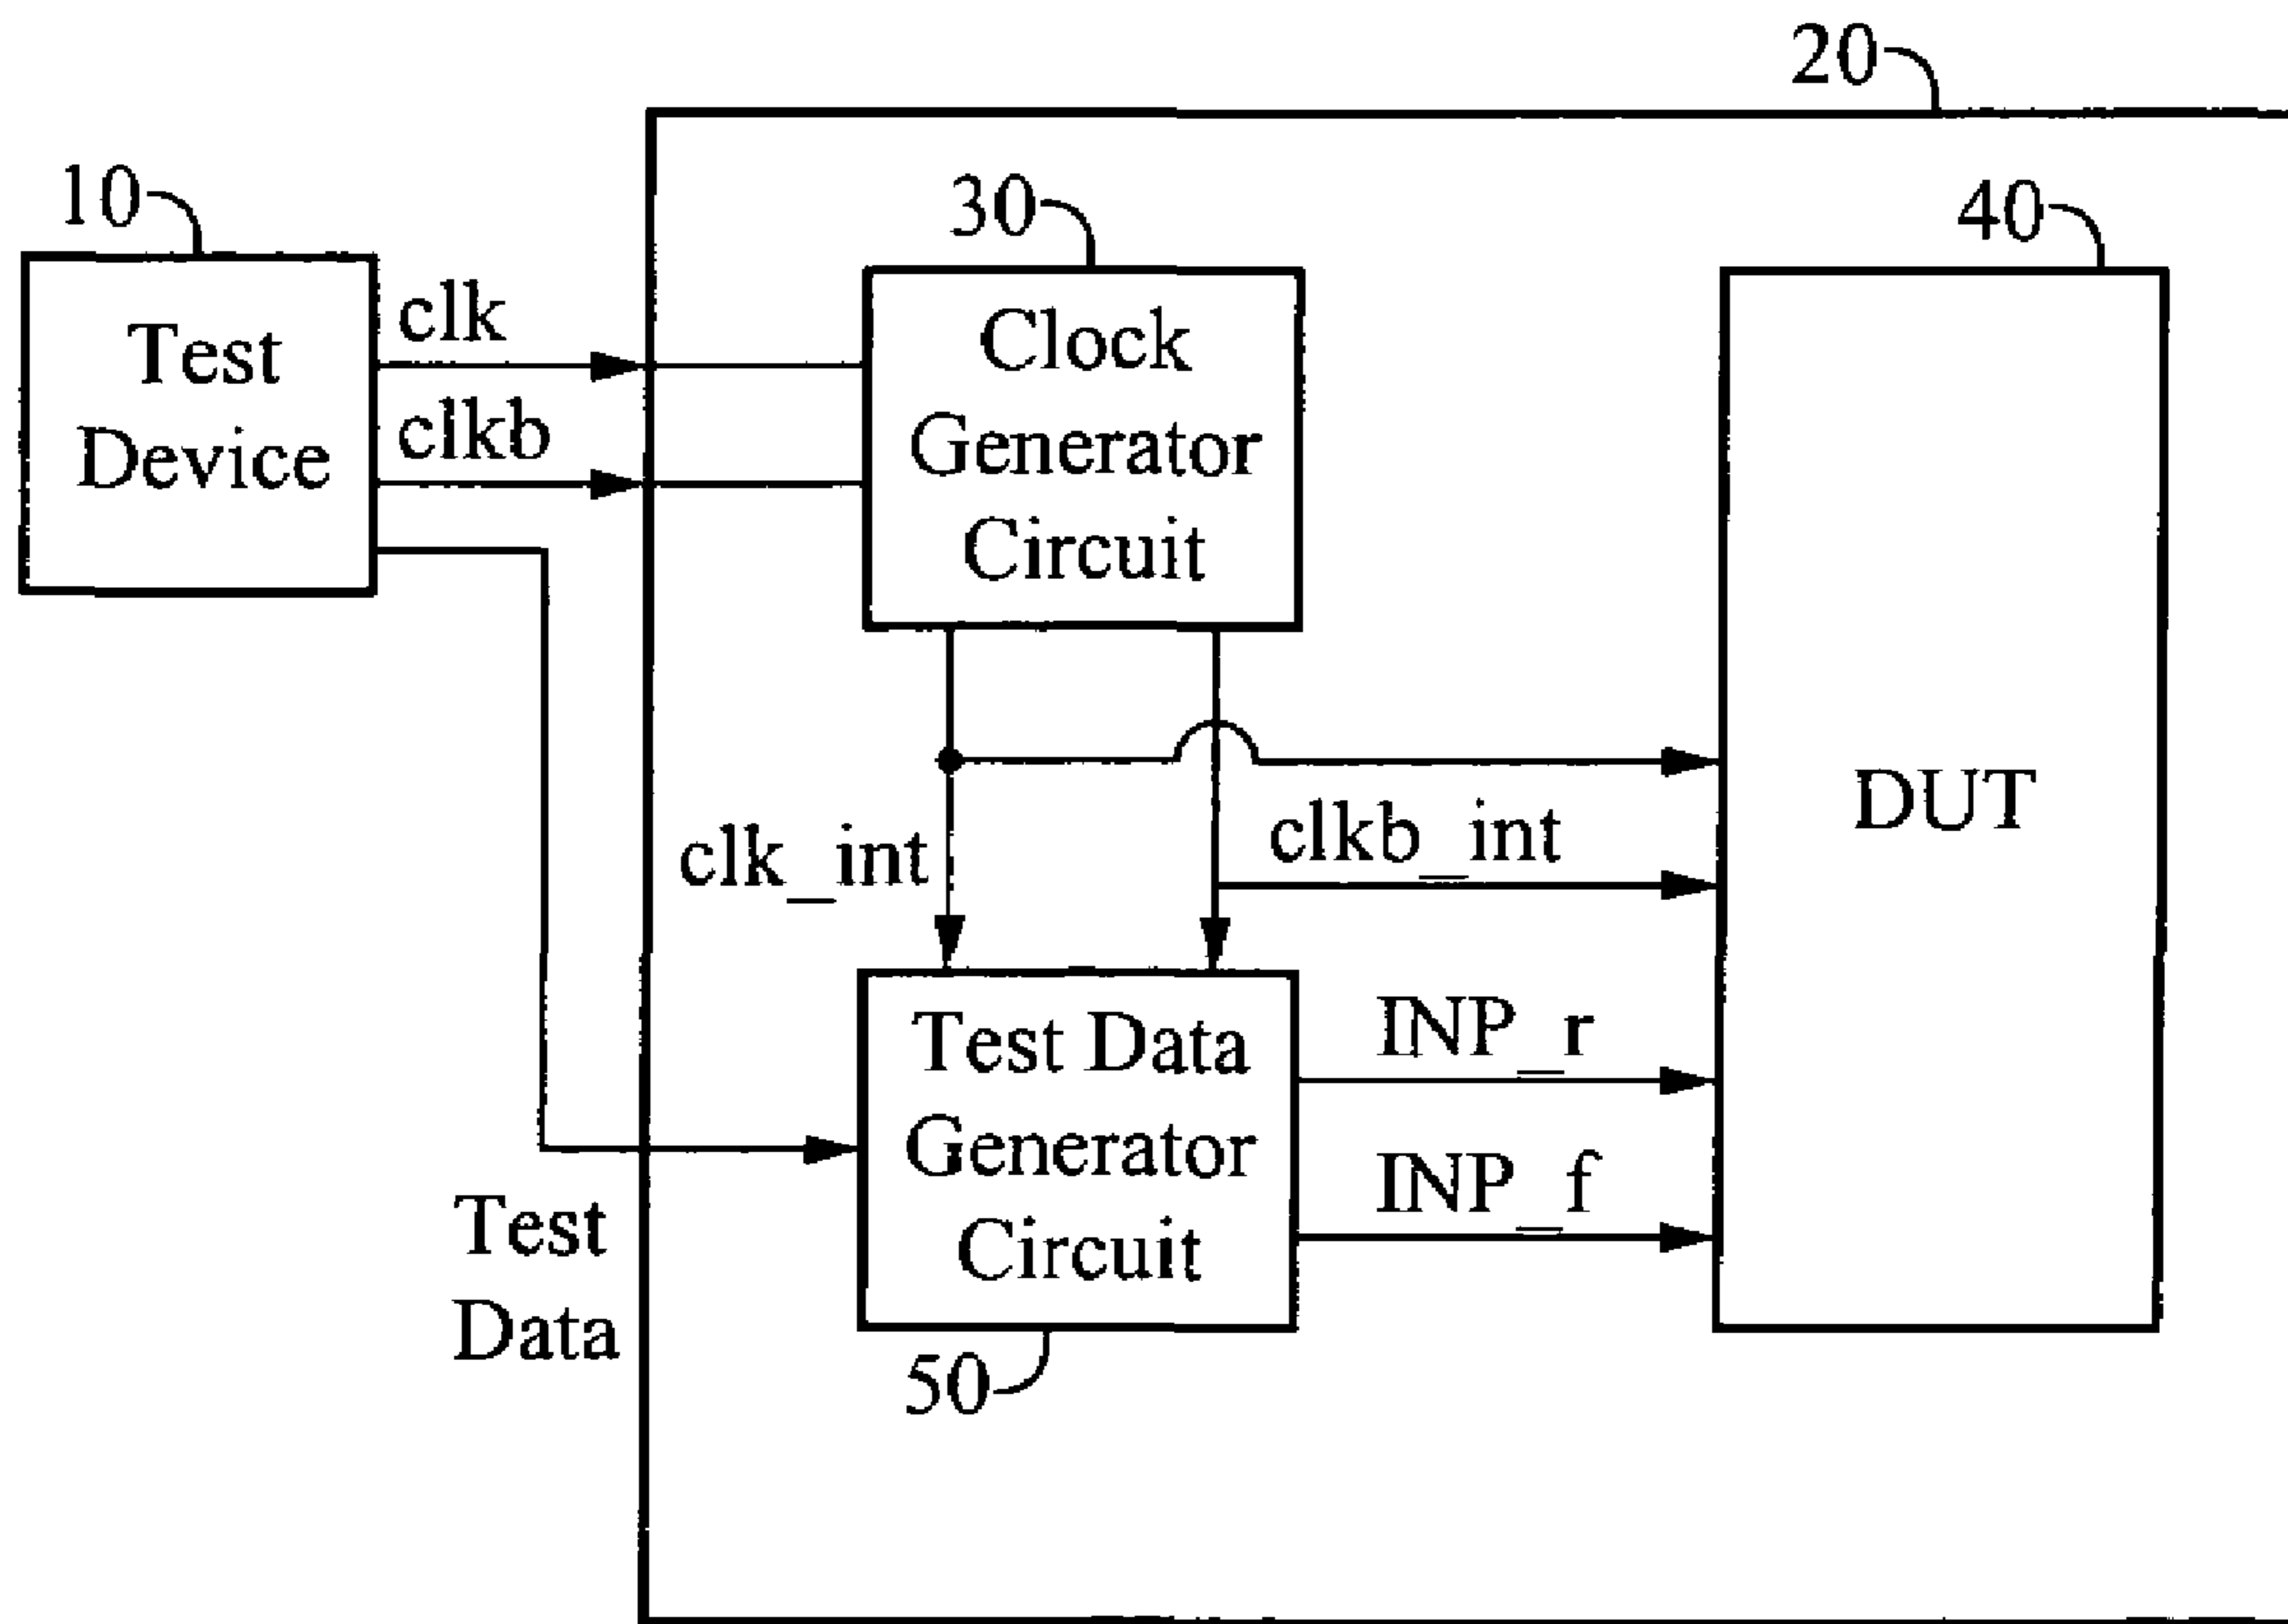 20
10
30
40
clk
Test
Device
clkb
Clock
Generator
Circuit
DUT
clk_int
clkb_int
Test Data
Generator
Circuit
INP_r
INP_f
Test
Data
50